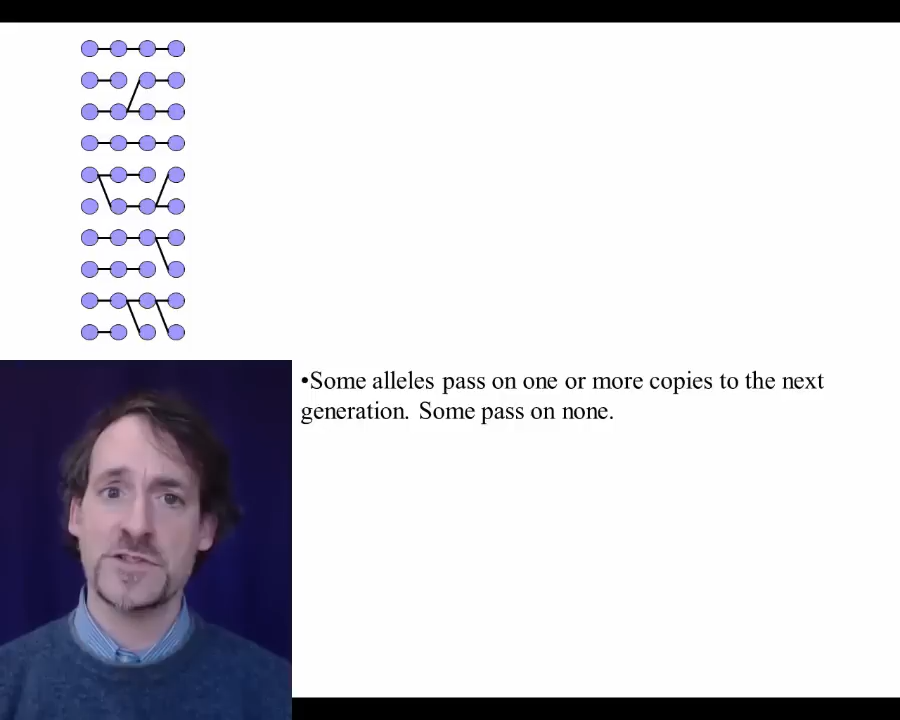 •Some alleles pass on one or more copies to the next
generation. Some pass on none.